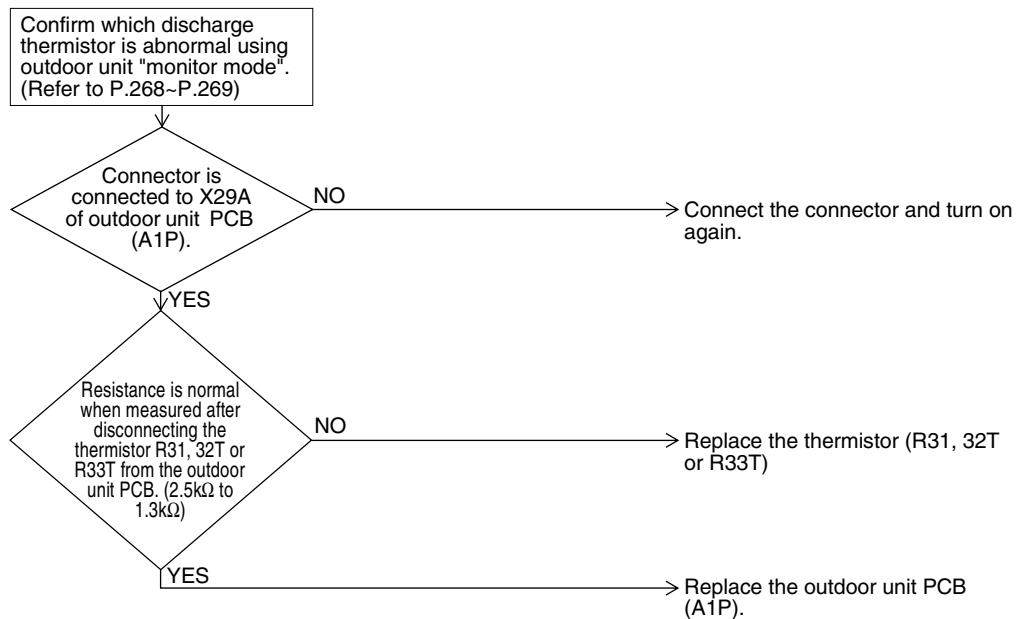 Confirm which discharge
thermistor is abnormal using
outdoor unit "monitor mode".
(Refer to P.268~P.269)
Connector is
connected to X29A
of outdoor unit PCB
(A1P).
NO
Connect the connector and turn on
again.
YES
Resistance is normal
when measured after
disconnecting the
thermistor R31, 32T or
R33T from the outdoor
unit PCB. (2.5kΩ to
1.3kΩ)
NO
Replace the thermistor (R31, 32T
or R33T)
YES
Replace the outdoor unit PCB
(A1P).